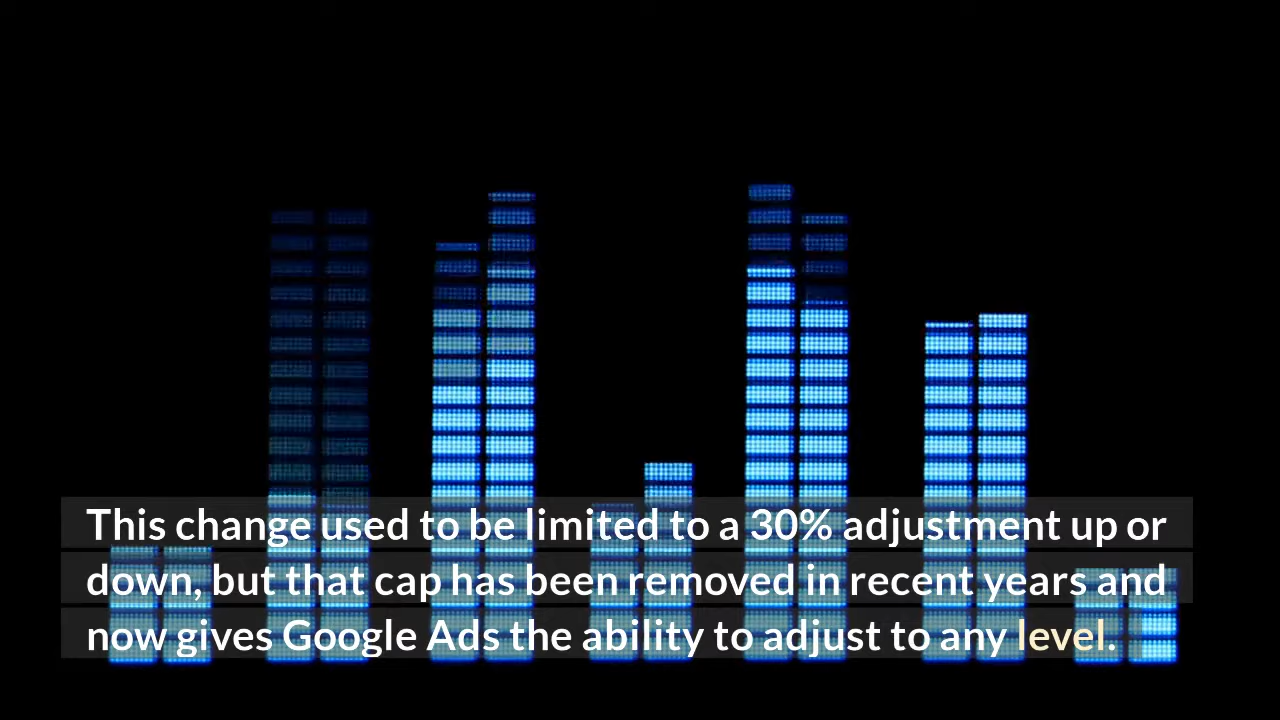 This change used to be limited to a 30% adjustment up or
down, but that cap has been removed in recent years and
now gives Google Ads the ability to adjust to any level.